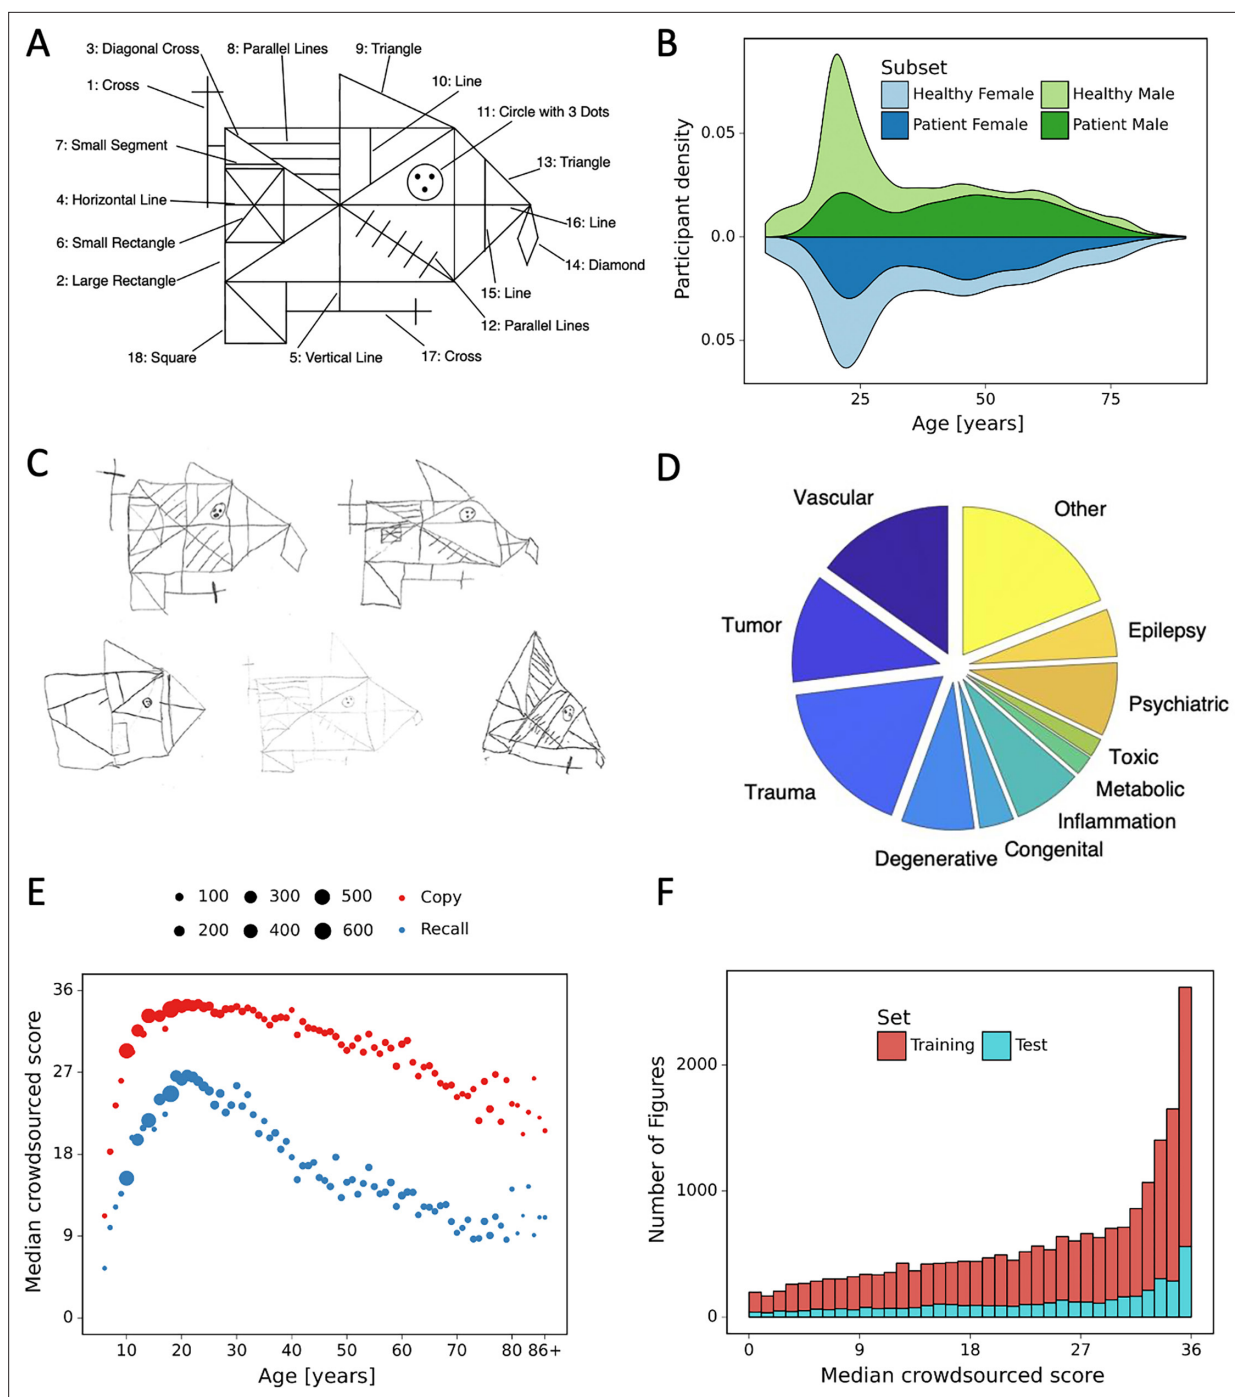 A
3: Diagonal Cross
8: Parallel Lines
9: Triangle
1: Cross
10: Line
11: Circle with 3 Dots
7: Small Segment
13: Triangle
4: Horizontal Line
16: Line
6: Small Rectangle
14: Diamond
2: Large Rectangle
15: Line
12: Parallel Lines
18: Square
5: Vertical Line
17: Cross
B
Subset
Healthy Female
Healthy Male
Patient Female
Patient Male
Participant density
0.05
0.0
0.05
25
50
75
Age [years]
C
D
Vascular
Other
Tumor
Epilepsy
Psychiatric
Toxic
Trauma
Metabolic
Inflammation
Degenerative
Congenital
E
100
300
500
Copy
200
400
600
Recall
Median crowdsourced score
36
27
18
9
0
10
20
30
40
50
60
70
80
86+
Age [years]
F
Set
Training
Test
Number of Figures
2000
1000
0
0
9
18
27
36
Median crowdsourced score